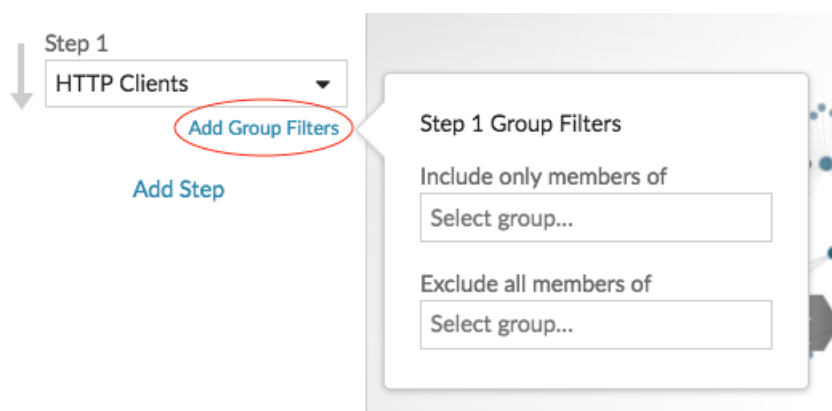 Step 1
HTTP Clients
Add Group Filters
Add Step
Step 1 Group Filters
Include only members of
Select group...
Exclude all members of
Select group...